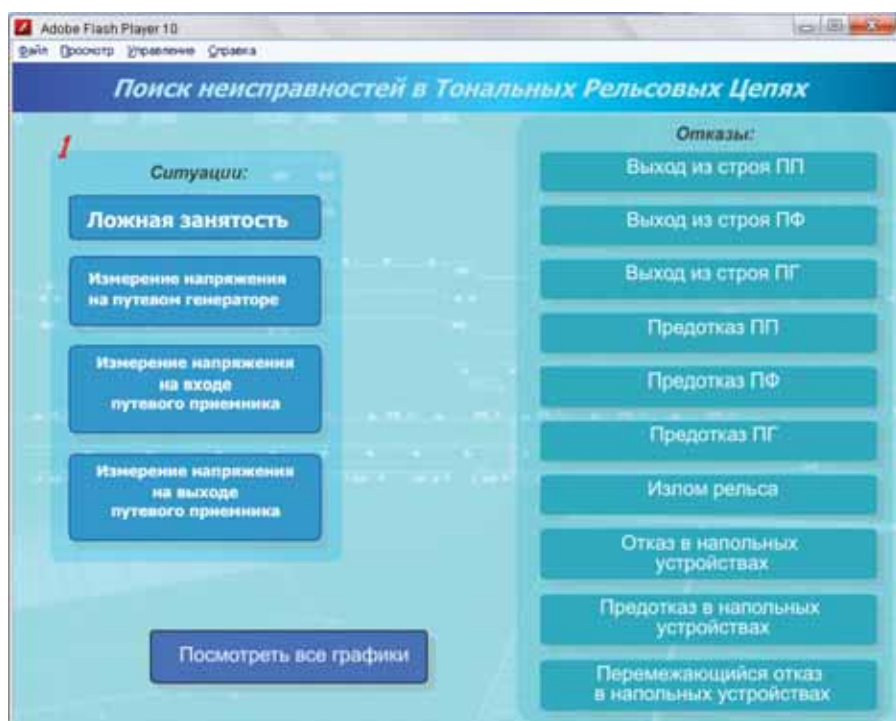 Adobe Flash Player 10
Файл Просмотр Управление Справка
Поиск неисправностей в Тональных Рельсовых Цепях
1
Ситуации:
Ложная занятость
Измерение напряжения
на путевом генераторе
Измерение напряжения
на входе
путевого приемника
Измерение напряжения
на выходе
путевого приемника
Посмотреть все графики
Отказы:
Выход из строя ПП
Выход из строя ПФ
Выход из строя ПГ
Предотказ ПП
Предотказ ПФ
Предотказ ПГ
Излом рельса
Отказ в напольных
устройствах
Предотказ в напольных
устройствах
Перемежающийся отказ
в напольных устройствах